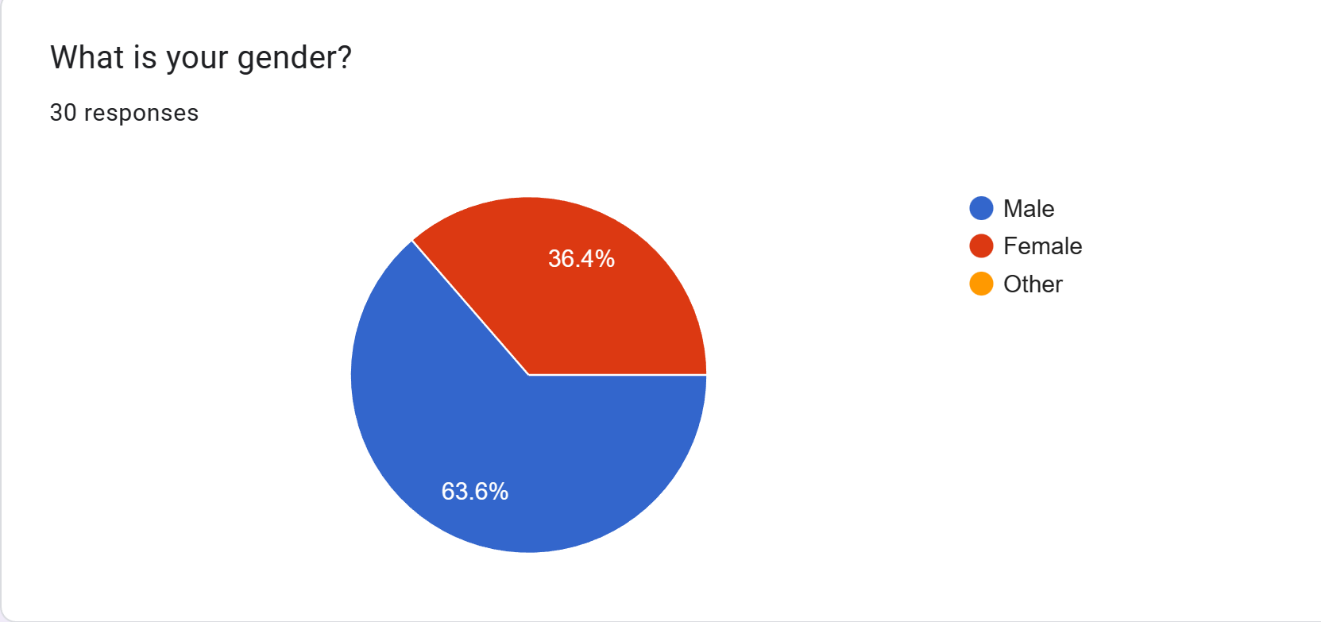 What is your gender?
30 responses
36.4%
63.6%
Male
Female
Other